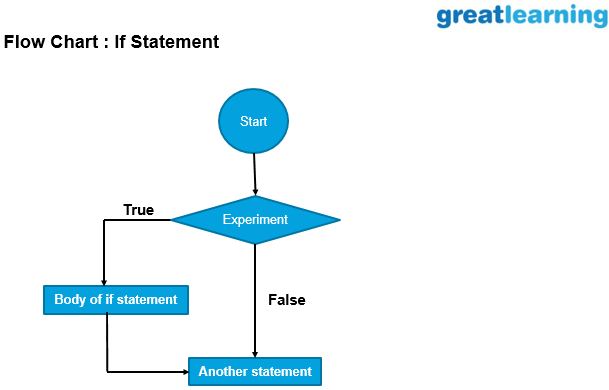 greatlearning
Flow Chart : If Statement
Start
Experiment
True
Body of if statement
False
Another statement